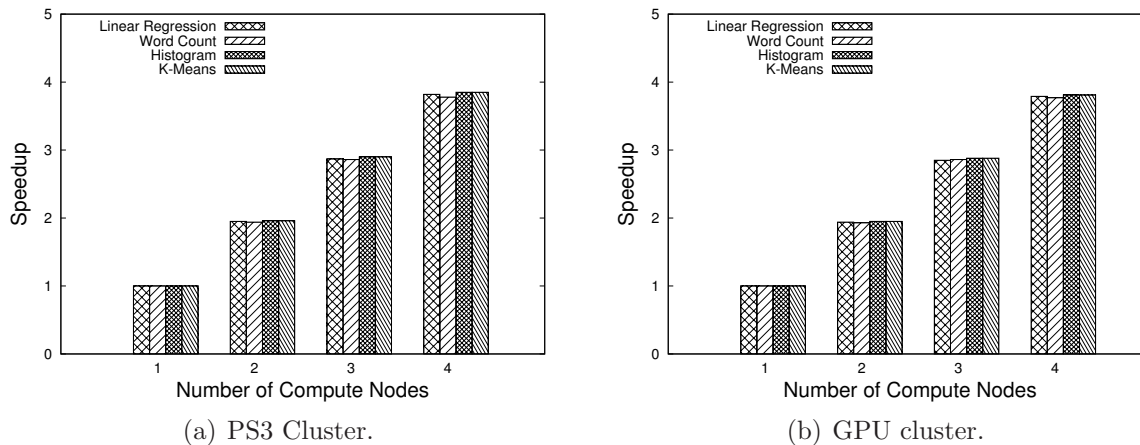 5
4
3
2
1
0
Speedup
Linear Regression
Word Count
Histogram
K-Means
1 2 3 4
Number of Compute Nodes
(a) PS3 Cluster.
5
4
3
2
1
0
Speedup
Linear Regression
Word Count
Histogram
K-Means
1 2 3 4
Number of Compute Nodes
(b) GPU cluster.